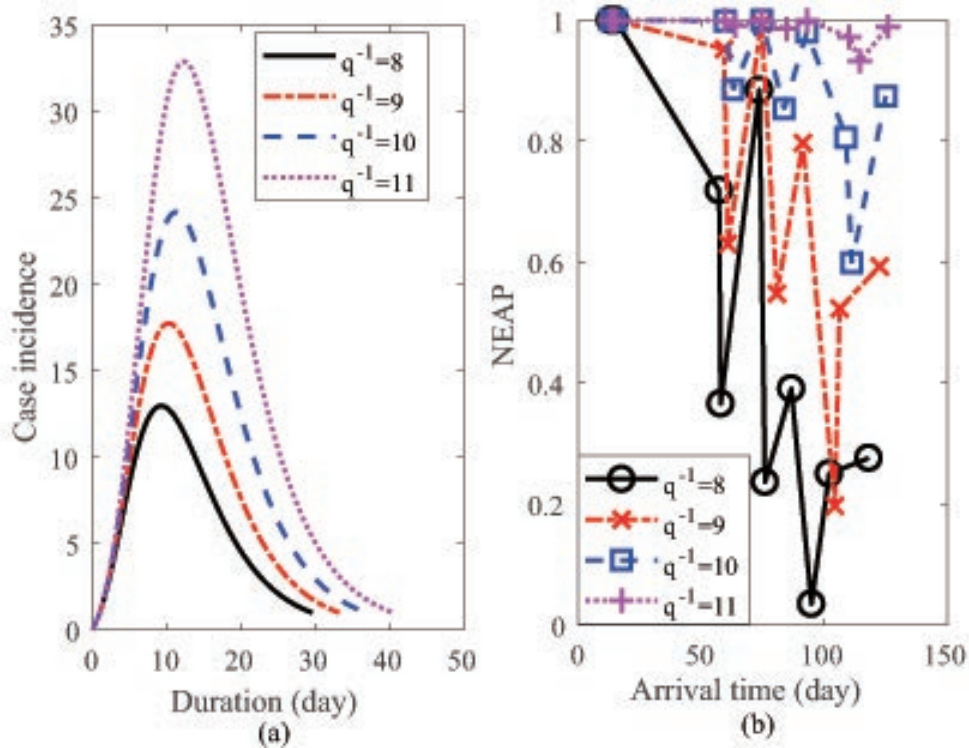 35
30
25
20
15
10
5
0
Case incidence
q⁻¹=8
q⁻¹=9
q⁻¹=10
q⁻¹=11
0 10 20 30 40 50
Duration (day)
(a)
1
0.8
0.6
0.4
0.2
0
NEAP
q⁻¹=8
q⁻¹=9
q⁻¹=10
q⁻¹=11
0 50 100 150
Arrival time (day)
(b)